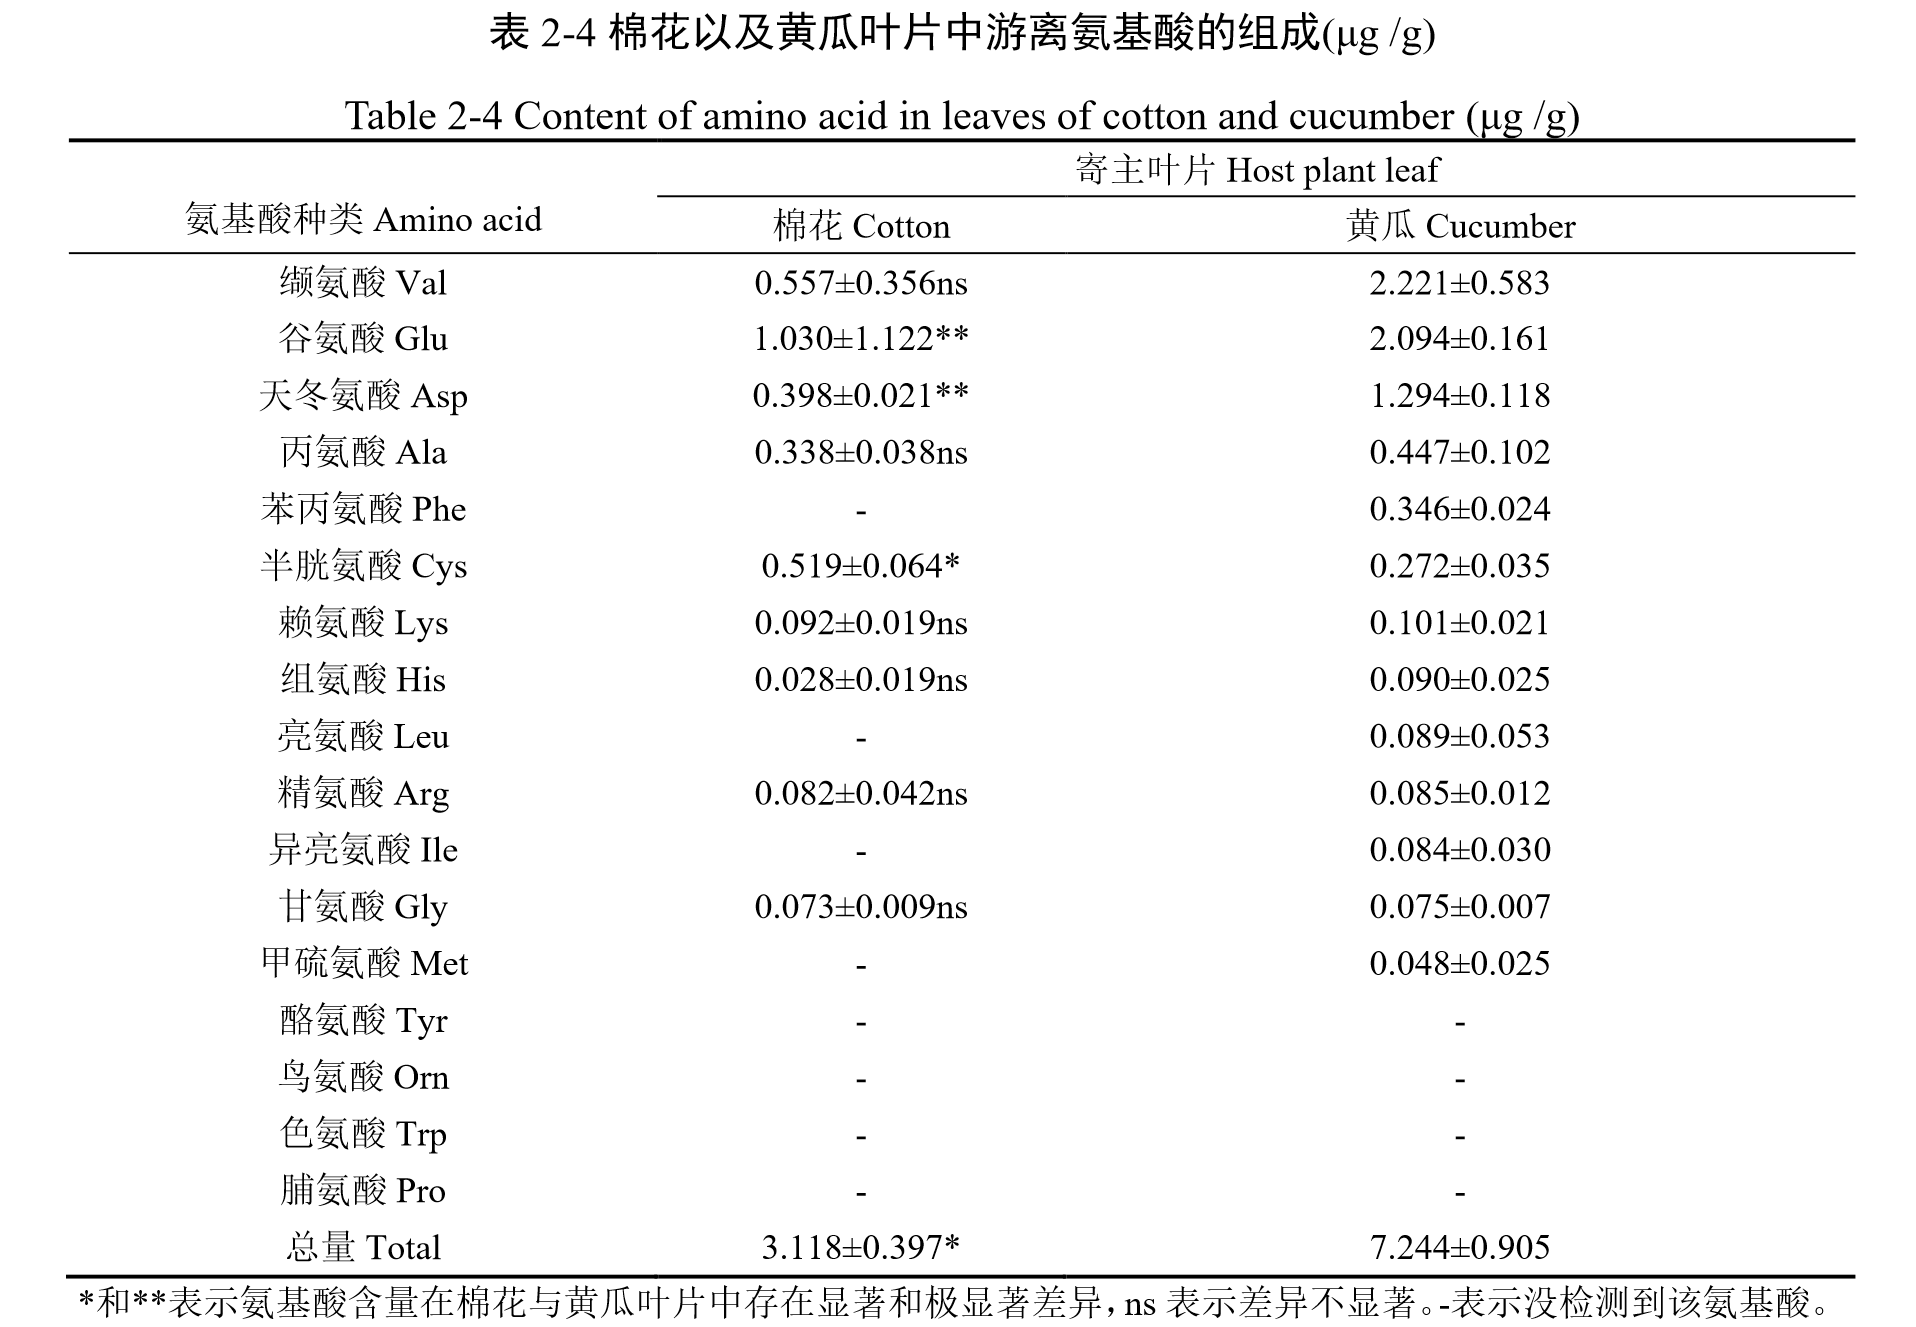 表 2-4 棉花以及黄瓜叶片中游离氨基酸的组成(μg /g)
Table 2-4 Content of amino acid in leaves of cotton and cucumber (μg /g)
氨基酸种类 Amino acid 寄主叶片 Host plant leaf
棉花 Cotton 黄瓜 Cucumber
缬氨酸 Val 0.557±0.356ns 2.221±0.583
谷氨酸 Glu 1.030±1.122** 2.094±0.161
天冬氨酸 Asp 0.398±0.021** 1.294±0.118
丙氨酸 Ala 0.338±0.038ns 0.447±0.102
苯丙氨酸 Phe - 0.346±0.024
半胱氨酸 Cys 0.519±0.064* 0.272±0.035
赖氨酸 Lys 0.092±0.019ns 0.101±0.021
组氨酸 His 0.028±0.019ns 0.090±0.025
亮氨酸 Leu - 0.089±0.053
精氨酸 Arg 0.082±0.042ns 0.085±0.012
异亮氨酸 Ile - 0.084±0.030
甘氨酸 Gly 0.073±0.009ns 0.075±0.007
甲硫氨酸 Met - 0.048±0.025
酪氨酸 Tyr - -
鸟氨酸 Orn - -
色氨酸 Trp - -
脯氨酸 Pro - -
总量 Total 3.118±0.397* 7.244±0.905
*和**表示氨基酸含量在棉花与黄瓜叶片中存在显著和极显著差异，ns 表示差异不显著。-表示没检测到该氨基酸。